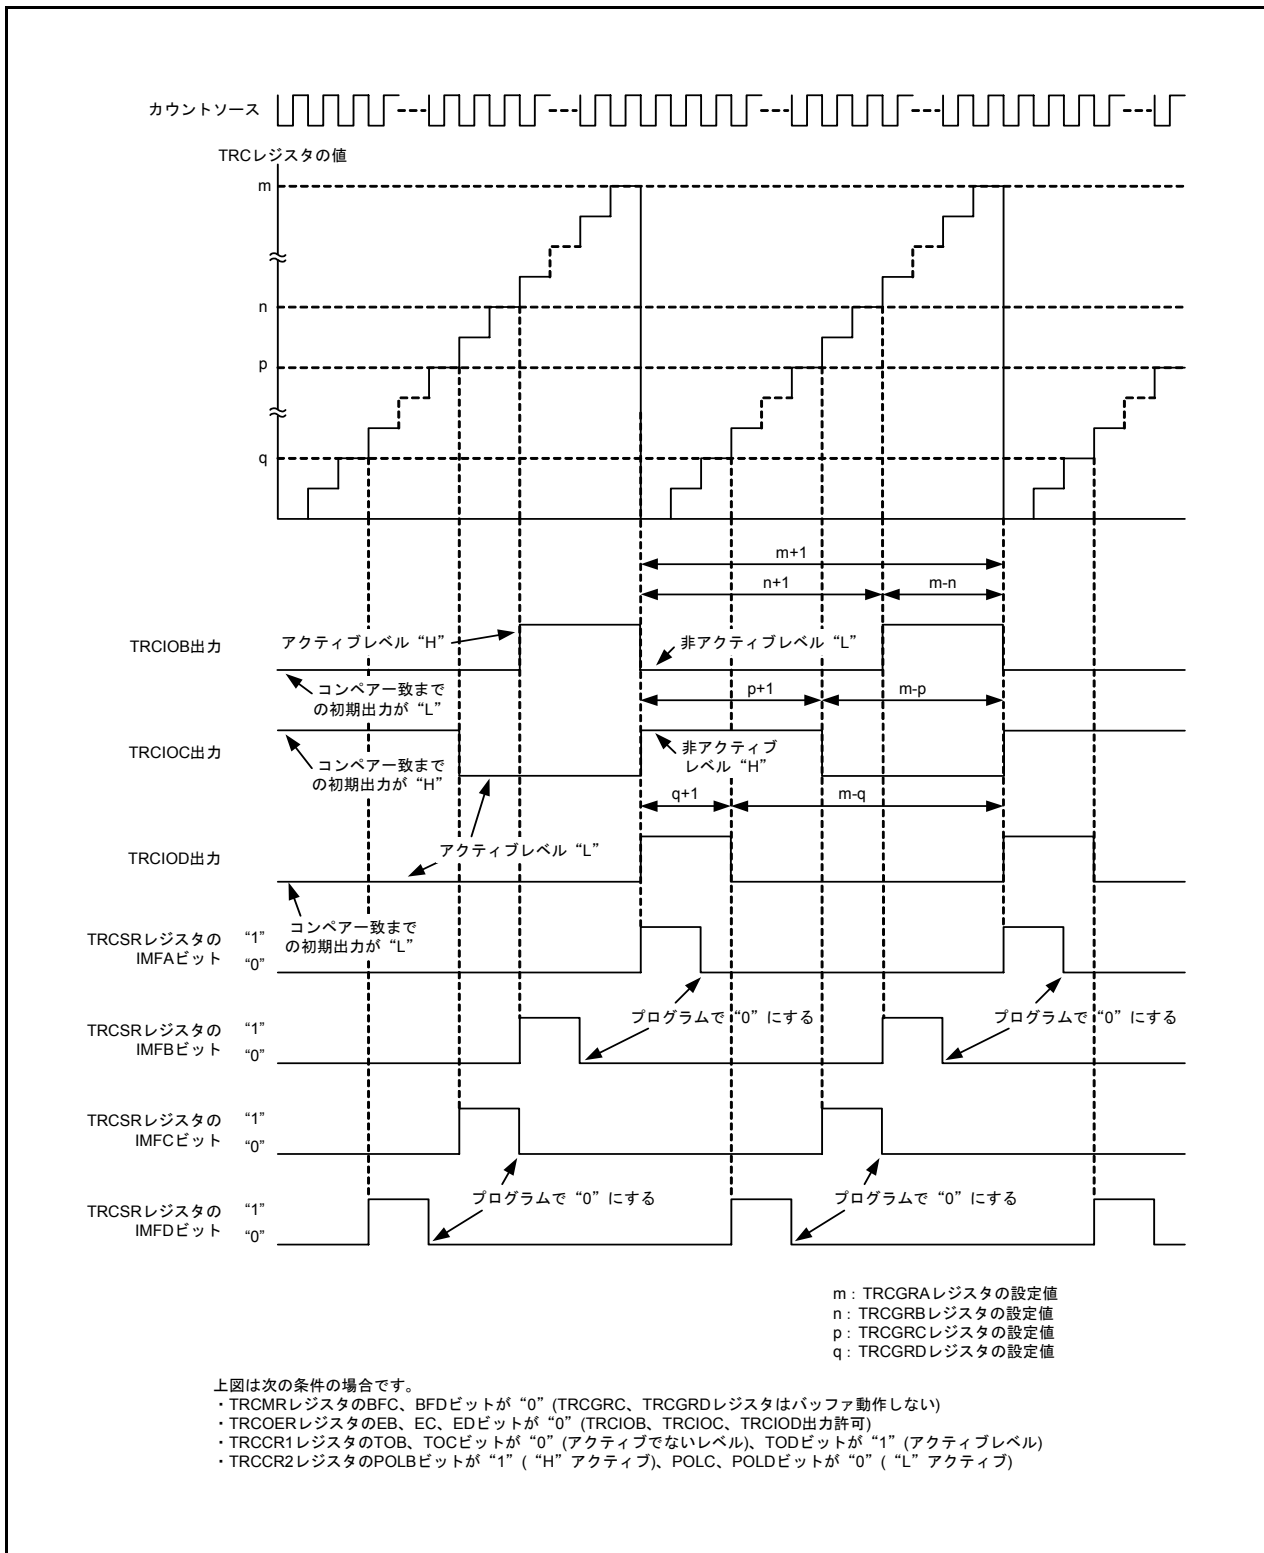 カウントソース
TRCレジスタの値
m
n
p
q
m+1
n+1
m-n
TRCIOB出力
アクティブレベル“H”
非アクティブレベル“L”
コンペア一致まで
の初期出力が“L”
p+1
m-p
TRCIOC出力
非アクティブ
レベル“H”
コンペア一致まで
の初期出力が“H”
q+1
m-q
TRCIOD出力
アクティブレベル“L”
コンペア一致まで
の初期出力が“L”
TRCSRレジスタの
IMFAビット
“1”
“0”
プログラムで“0”にする
プログラムで“0”にする
TRCSRレジスタの
IMFBビット
“1”
“0”
TRCSRレジスタの
IMFCビット
“1”
“0”
プログラムで“0”にする
プログラムで“0”にする
TRCSRレジスタの
IMFDビット
“1”
“0”
m：TRCGRAレジスタの設定値
n：TRCGRBレジスタの設定値
p：TRCGRCレジスタの設定値
q：TRCGRDレジスタの設定値
上図は次の条件の場合です。
・TRCMRレジスタのBFC、BFDビットが“0”(TRCGRC、TRCGRDレジスタはバッファ動作しない)
・TRCOERレジスタのEB、EC、EDビットが“0”(TRCIOB、TRCIOC、TRCIOD出力許可)
・TRCCR1レジスタのTOB、TOCビットが“0”(アクティブでないレベル)、TODビットが“1”(アクティブレベル)
・TRCCR2レジスタのPOLBビットが“1”(“H”アクティブ)、POLC、POLDビットが“0”(“L”アクティブ)